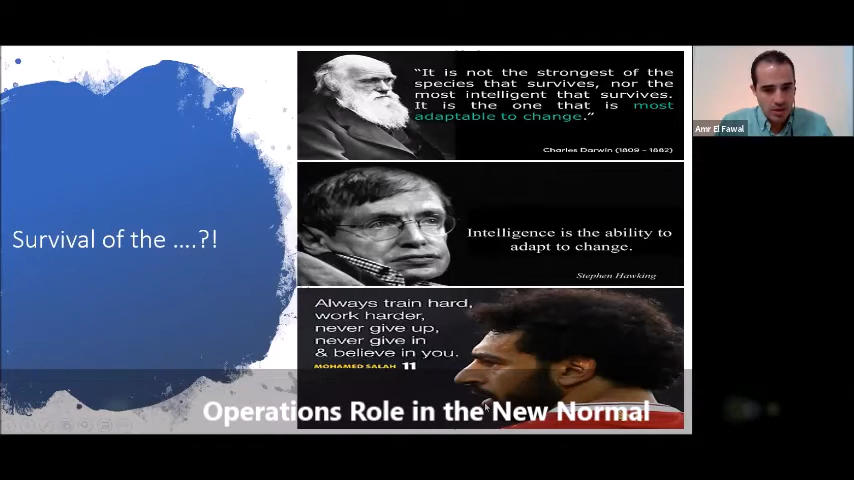 Survival of the ....?!
“It is not the strongest of the
species that survives, nor the
most intelligent that survives.
It is the one that is most
adaptable to change.”
Charles Darwin (1809 – 1882)
Intelligence is the ability to
adapt to change.
Stephen Hawking
Always train hard,
work harder,
never give up,
never give in
& believe in you.
MOHAMED SALAH 11
Operations Role in the New Normal
Amr El Fawal